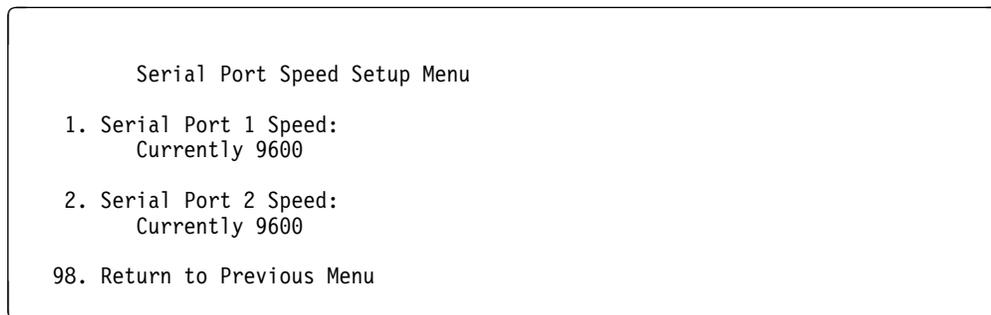 Serial Port Speed Setup Menu
1. Serial Port 1 Speed:
Currently 9600
2. Serial Port 2 Speed:
Currently 9600
98. Return to Previous Menu